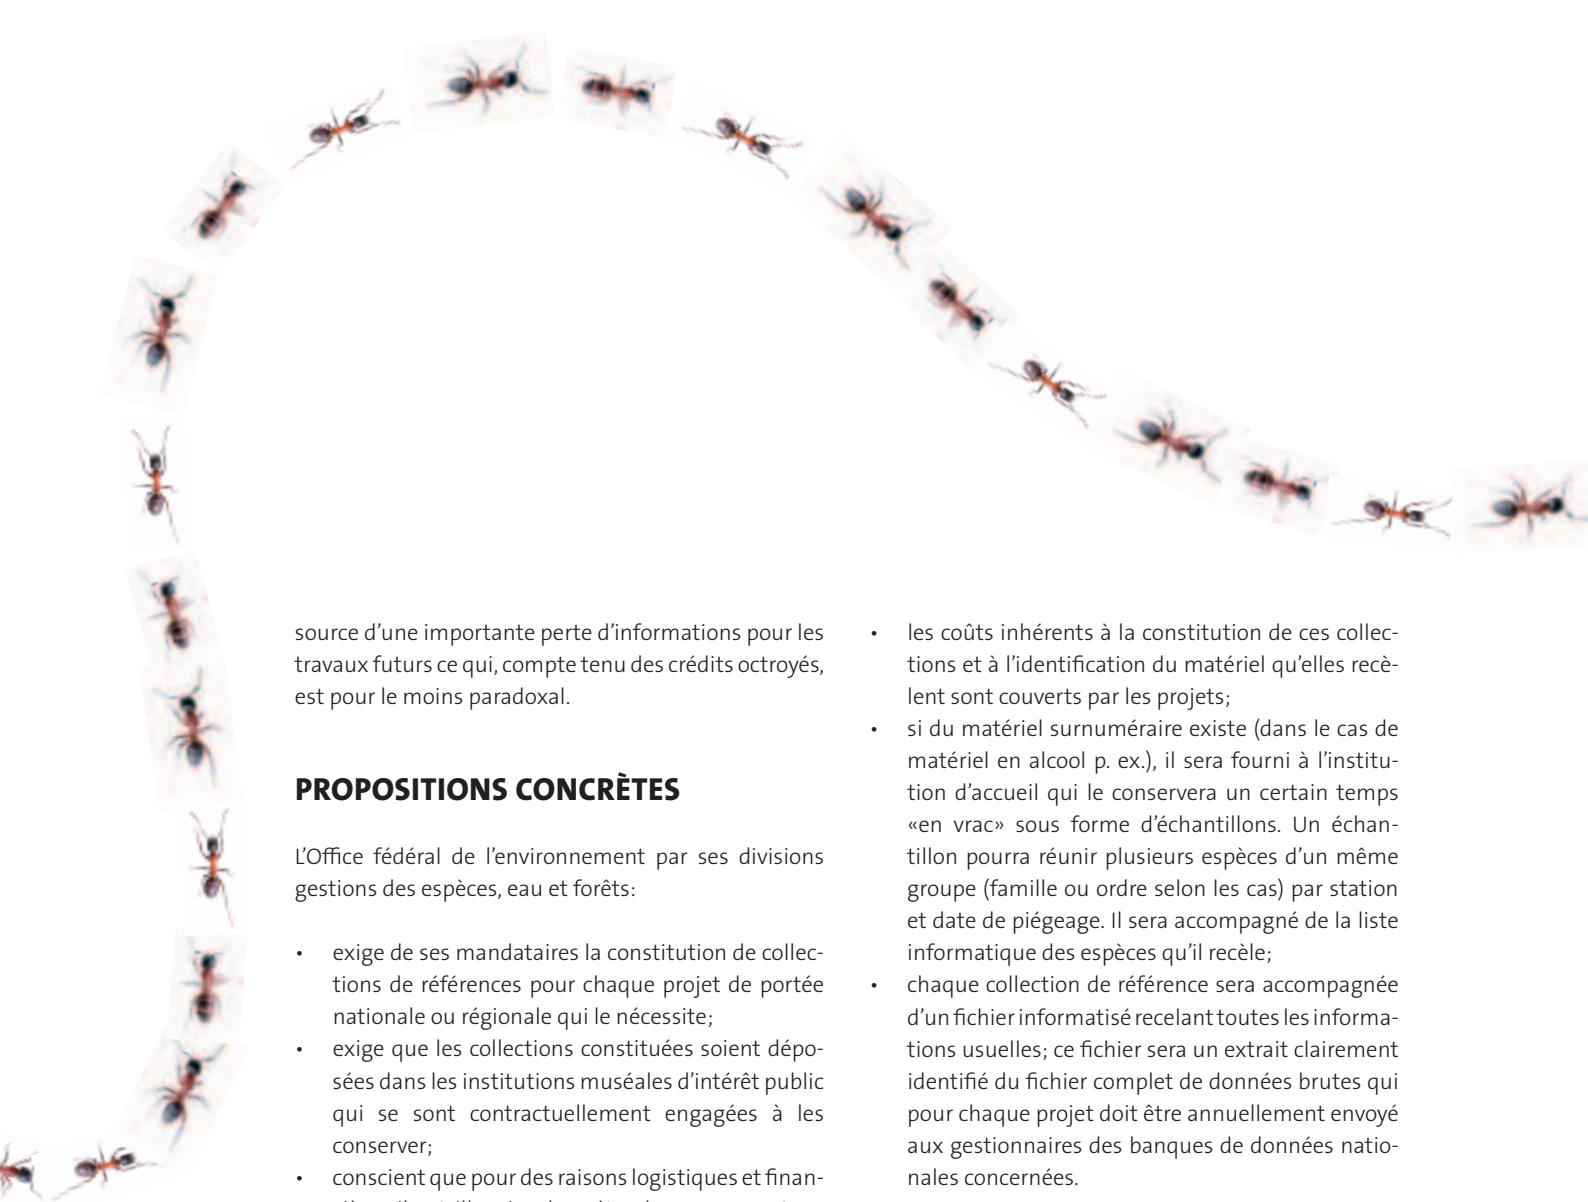 source d’une importante perte d’informations pour les
travaux futurs ce qui, compte tenu des crédits octroyés,
est pour le moins paradoxal.
PROPOSITIONS CONCRÈTES
L’Office fédéral de l’environnement par ses divisions
gestions des espèces, eau et forêts:
• exige de ses mandataires la constitution de collec-
tions de références pour chaque projet de portée
nationale ou régionale qui le nécessite;
• exige que les collections constituées soient dépo-
sées dans les institutions muséales d’intérêt public
qui se sont contractuellement engagées à les
conserver;
• conscient que pour des raisons logistiques et finan-
• les coûts inhérents à la constitution de ces collec-
tions et à l’identification du matériel qu’elles recè-
lent sont couverts par les projets;
• si du matériel surnuméraire existe (dans le cas de
matériel en alcool p. ex.), il sera fourni à l’institu-
tion d’accueil qui le conservera un certain temps
«en vrac» sous forme d’échantillons. Un échan-
tillon pourra réunir plusieurs espèces d’un même
groupe (famille ou ordre selon les cas) par station
et date de piégeage. Il sera accompagné de la liste
informatique des espèces qu’il recèle;
• chaque collection de référence sera accompagnée
d’un fichier informatisé recelant toutes les informa-
tions usuelles; ce fichier sera un extrait clairement
identifié du fichier complet de données brutes qui
pour chaque projet doit être annuellement envoyé
aux gestionnaires des banques de données natio-
nales concernées.